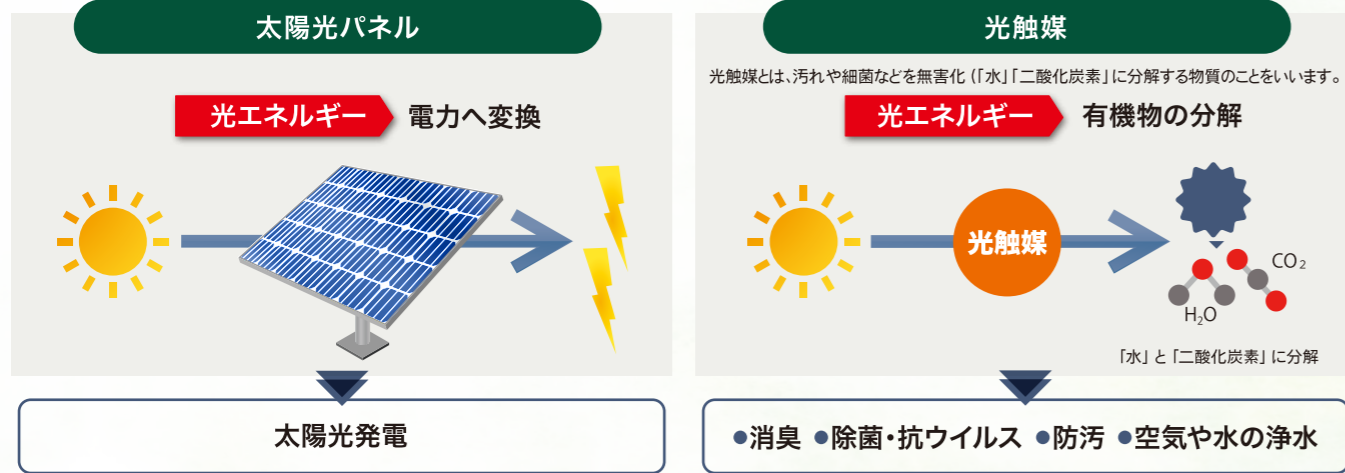 太陽光パネル
光エネルギー 電力へ変換
太陽光発電
光触媒
光触媒とは、汚れや細菌などを無害化(「水」「二酸化炭素」に分解する物質のことをいいます。
光エネルギー 有機物の分解
光触媒
CO2
H2O
「水」と「二酸化炭素」に分解
●消臭 ●除菌・抗ウイルス ●防汚 ●空気や水の浄水